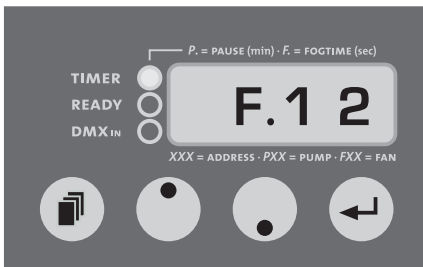 P. = PAUSE (min) · F. = FOGTIME (sec)
TIMER
READY
DMX IN
F.1 2
XXX = ADDRESS · PXX = PUMP · FXX = FAN